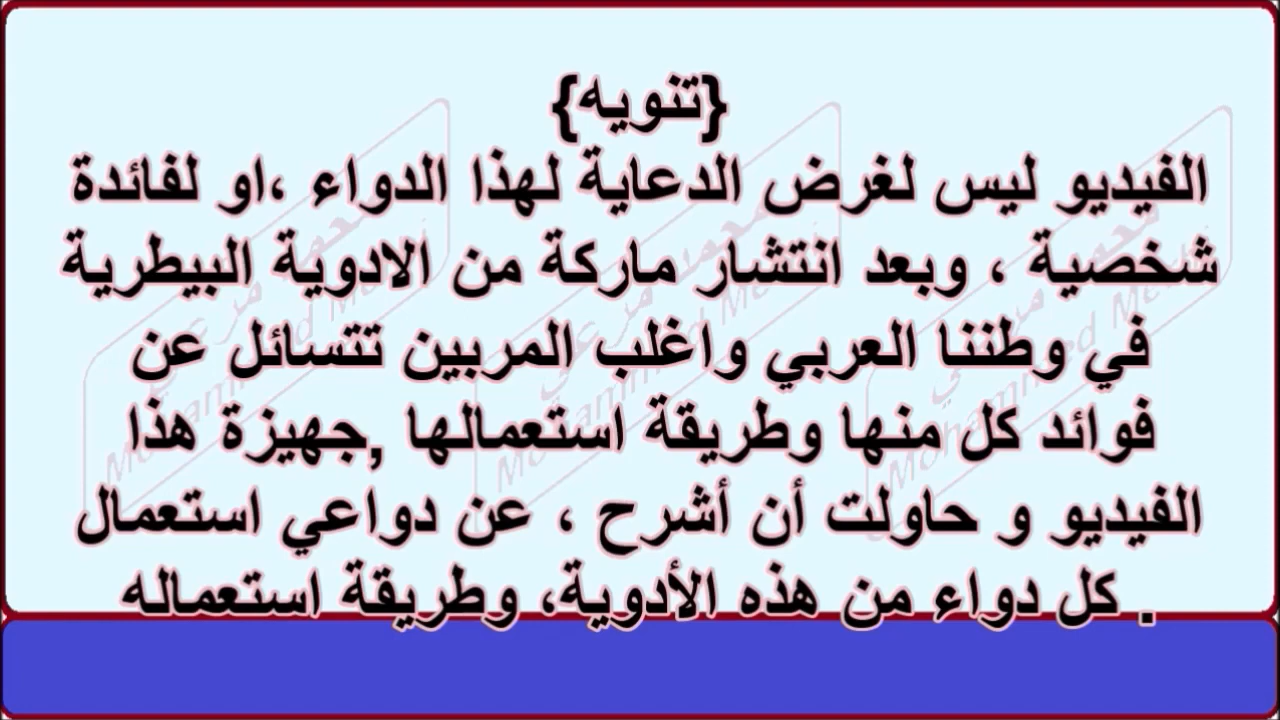 {تنويه}
الفيديو ليس لغرض الدعاية لهذا الدواء ،او لفائدة
شخصية ، وبعد انتشار ماركة من الادوية البيطرية
في وطننا العربي واغلب المربين تتسائل عن
فوائد كل منها وطريقة استعمالها ,جهيزة هذا
الفيديو و حاولت أن أشرح ، عن دواعي استعمال
كل دواء من هذه الأدوية، وطريقة استعماله .